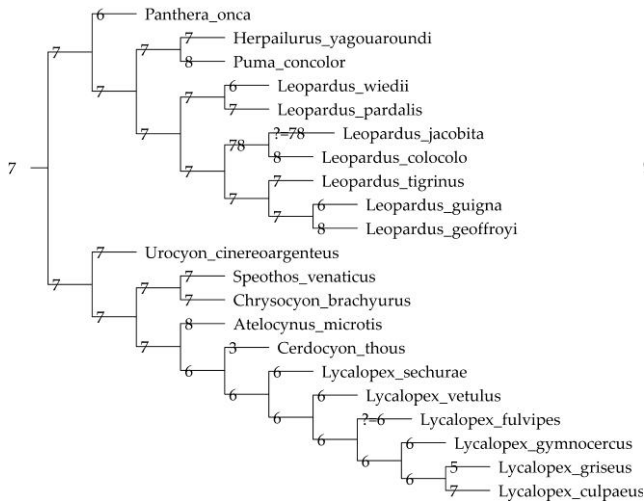 6 Panthera_onca
7 Herpailurus_yagouaroundi
7
7
8 Puma_concolor
7
6 Leopardus_wiedii
7
7 Leopardus_pardalis
7
?=78 Leopardus_jacobita
78
8 Leopardus_colocolo
7
7 Leopardus_tigrinus
7
6 Leopardus_guigna
7
8 Leopardus_geoffroyi
7 Urocyon_cinereoargenteus
7
7 Speothos_venaticus
7
7 Chrysocyon_brachyurus
7
8 Atelocynus_microtis
7
3 Cerdocyon_thous
6
6 Lycalopex_sechurae
6
6 Lycalopex_vetulus
6
?=6 Lycalopex_fulvipes
6
6 Lycalopex_gymnocercus
6
5 Lycalopex_griseus
6
7 Lycalopex_culpaeus